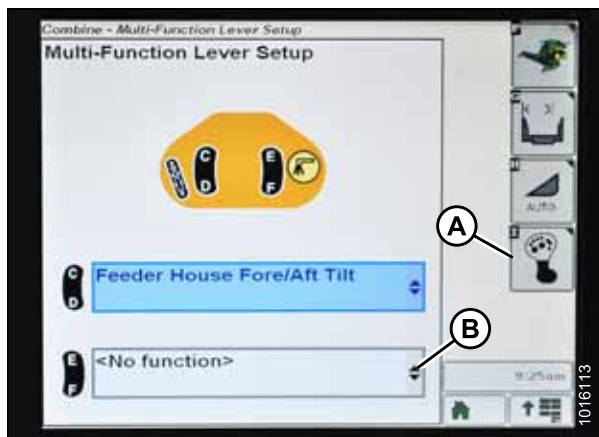 Combine - Multi-Function Lever Setup
Multi-Function Lever Setup
C
D
E
F
AUTO
A
C
D
Feeder House Fore/Aft Tilt
B
E
F
<No function>
9:25am
1016113